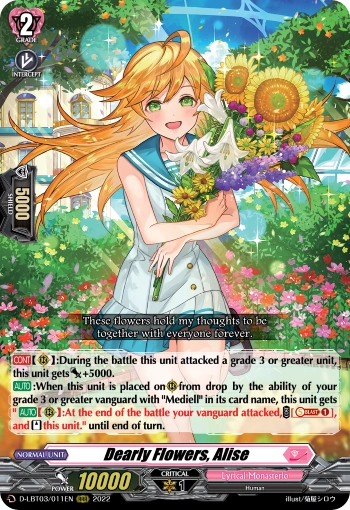 2
GRADE
INTERCEPT
5000
SHIELD
These flowers hold my thoughts to be
together with everyone forever.
CONT【 R 】:During the battle this unit attacked a grade 3 or greater unit,
this unit gets +5000.
AUTO:When this unit is placed on R from drop by the ability of your
grade 3 or greater vanguard with "Mediell" in its card name, this unit gets
" AUTO【 R 】:At the end of the battle your vanguard attacked, [ BLAST 1],
and this unit." until end of turn.
NORMAL UNIT
Dearly Flowers, Alise
POWER 10000
CRITICAL
1
Lyrical Monasterio
Human
D-LBT03/011EN RRR 2022
illust/菊屋シロウ